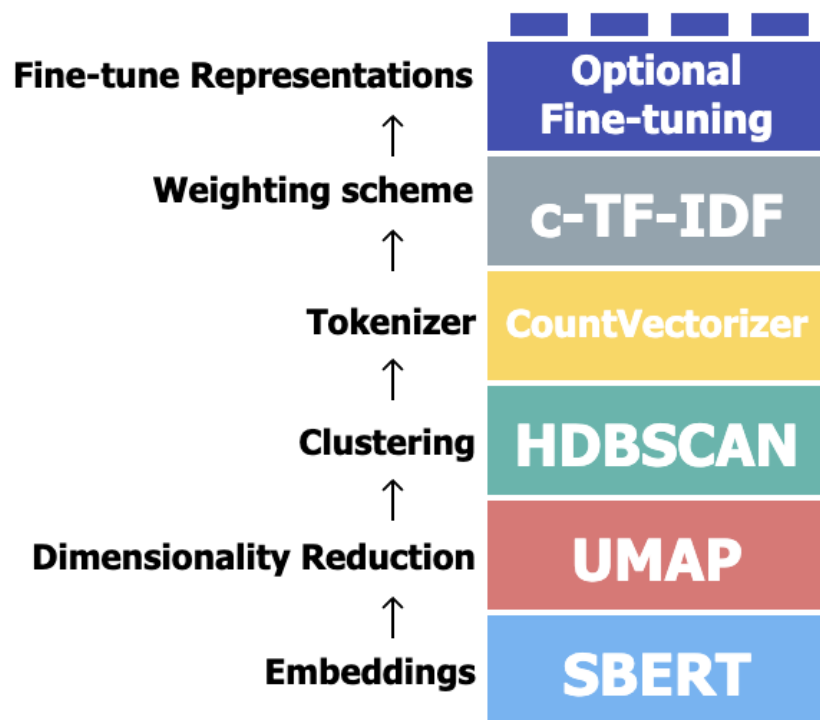 Fine-tune Representations
Optional
Fine-tuning
Weighting scheme
c-TF-IDF
Tokenizer
CountVectorizer
Clustering
HDBSCAN
Dimensionality Reduction
UMAP
Embeddings
SBERT